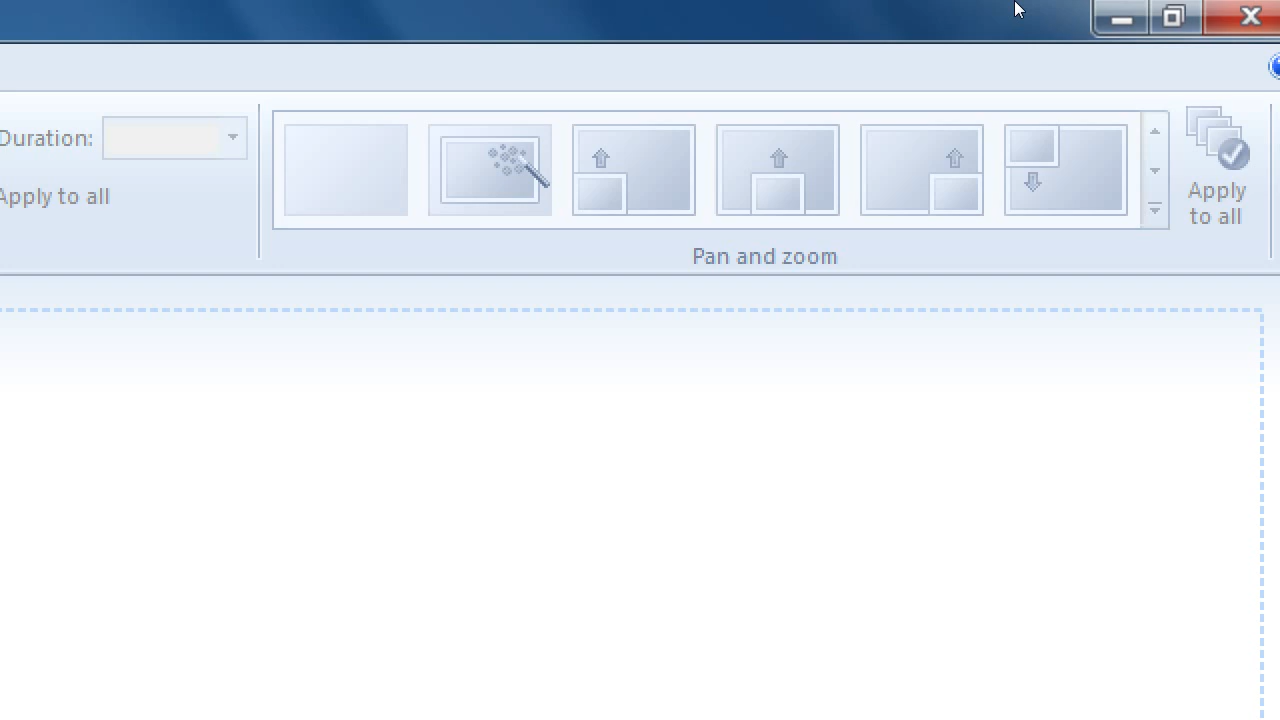 Duration:
Apply to all
Apply
to all
Pan and zoom